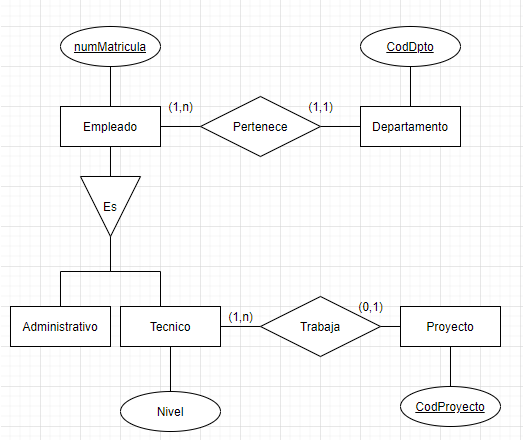 numMatricula
CodDpto
(1,n)
(1,1)
Empleado
Pertenece
Departamento
Es
(1,n)
(0,1)
Administrativo
Tecnico
Trabaja
Proyecto
Nivel
CodProyecto